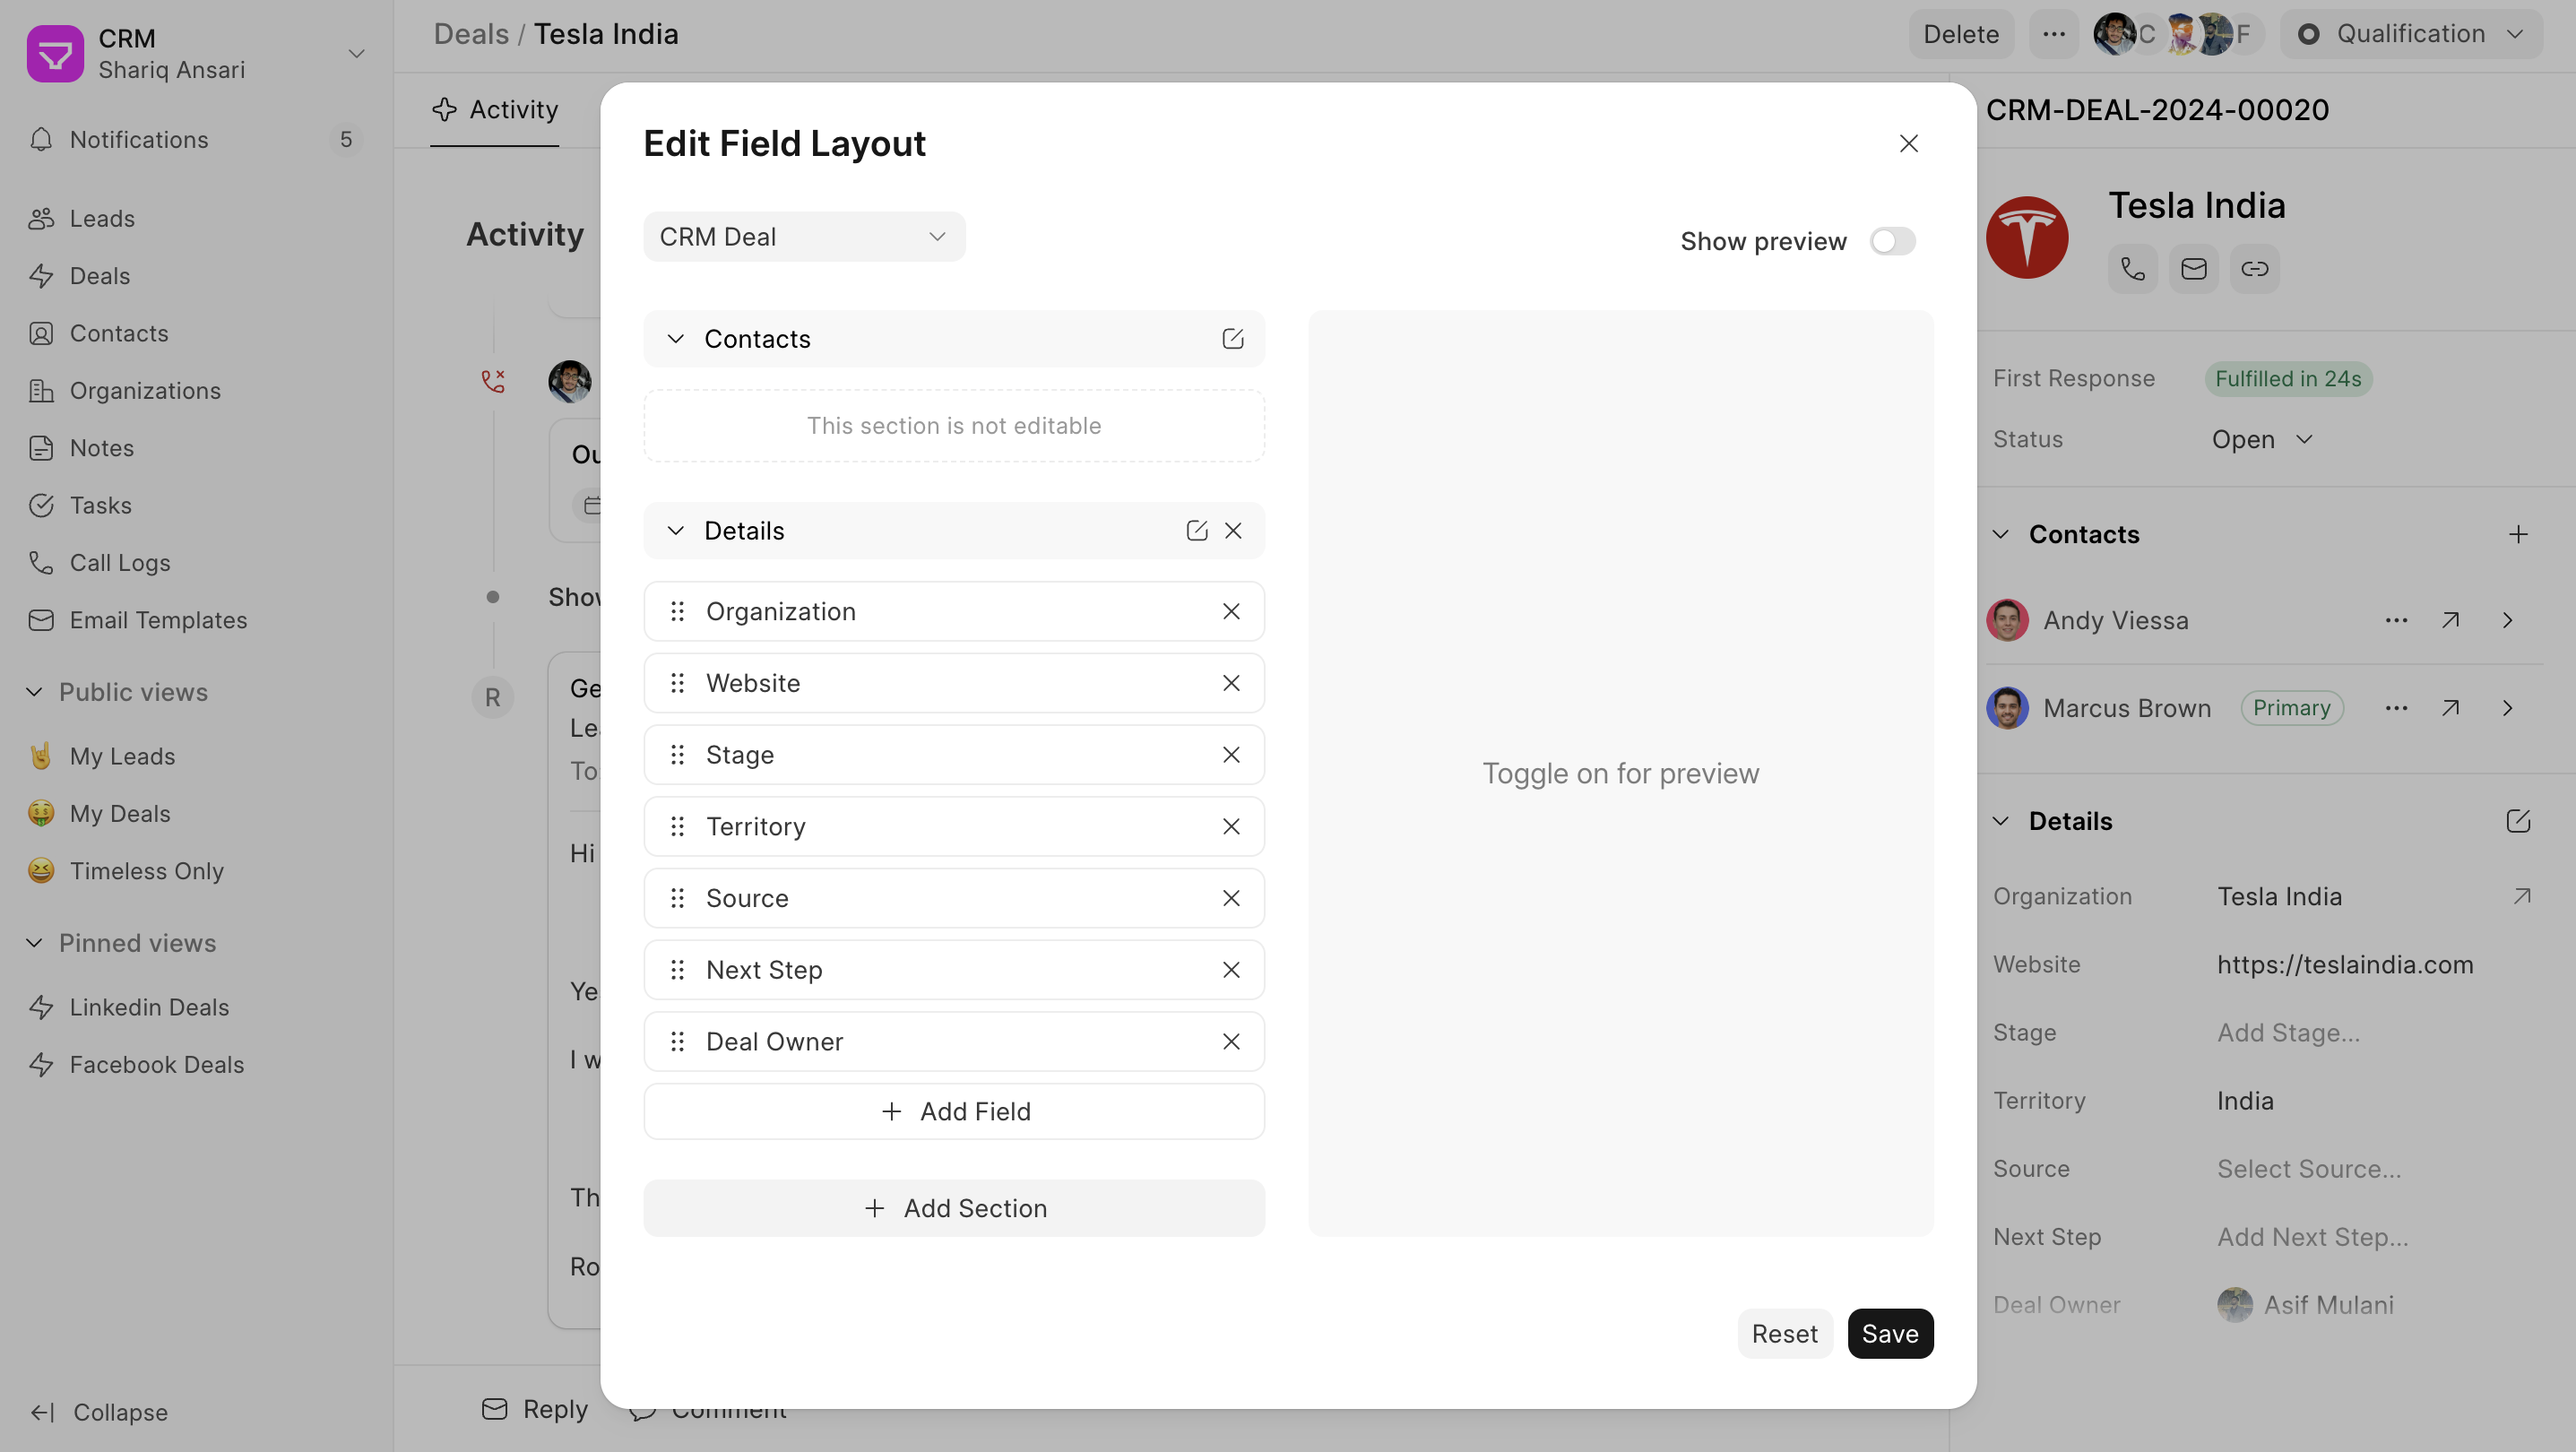 CRM
Shariq Ansari
Notifications
5
Leads
Deals
Contacts
Organizations
Notes
Tasks
Call Logs
Email Templates
Public views
My Leads
My Deals
Timeless Only
Pinned views
Linkedin Deals
Facebook Deals
Collapse
Deals / Tesla India
Delete
C
F
Qualification
Activity
Activity
Ou
Show
R
Ge
Le
To
Hi
Ye
I w
Th
Ro
Reply
Comment
Edit Field Layout
CRM Deal
Show preview
Contacts
This section is not editable
Details
Organization
Website
Stage
Territory
Source
Next Step
Deal Owner
Add Field
Add Section
Toggle on for preview
Reset
Save
CRM-DEAL-2024-00020
Tesla India
First Response
Fulfilled in 24s
Status
Open
Contacts
Andy Viessa
Marcus Brown
Primary
Details
Organization
Tesla India
Website
https://teslaindia.com
Stage
Add Stage...
Territory
India
Source
Select Source...
Next Step
Add Next Step...
Deal Owner
Asif Mulani